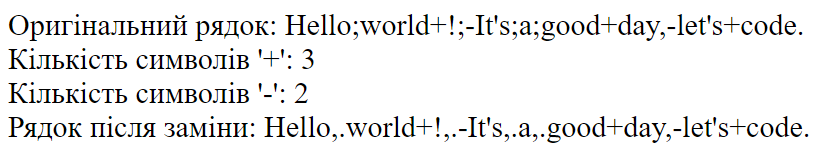 Оригінальний рядок: Hello;world+!;-It's;a;good+day,-let's+code.
Кількість символів '+': 3
Кількість символів '-': 2
Рядок після заміни: Hello,.world+!,.-It's,.a,.good+day,-let's+code.